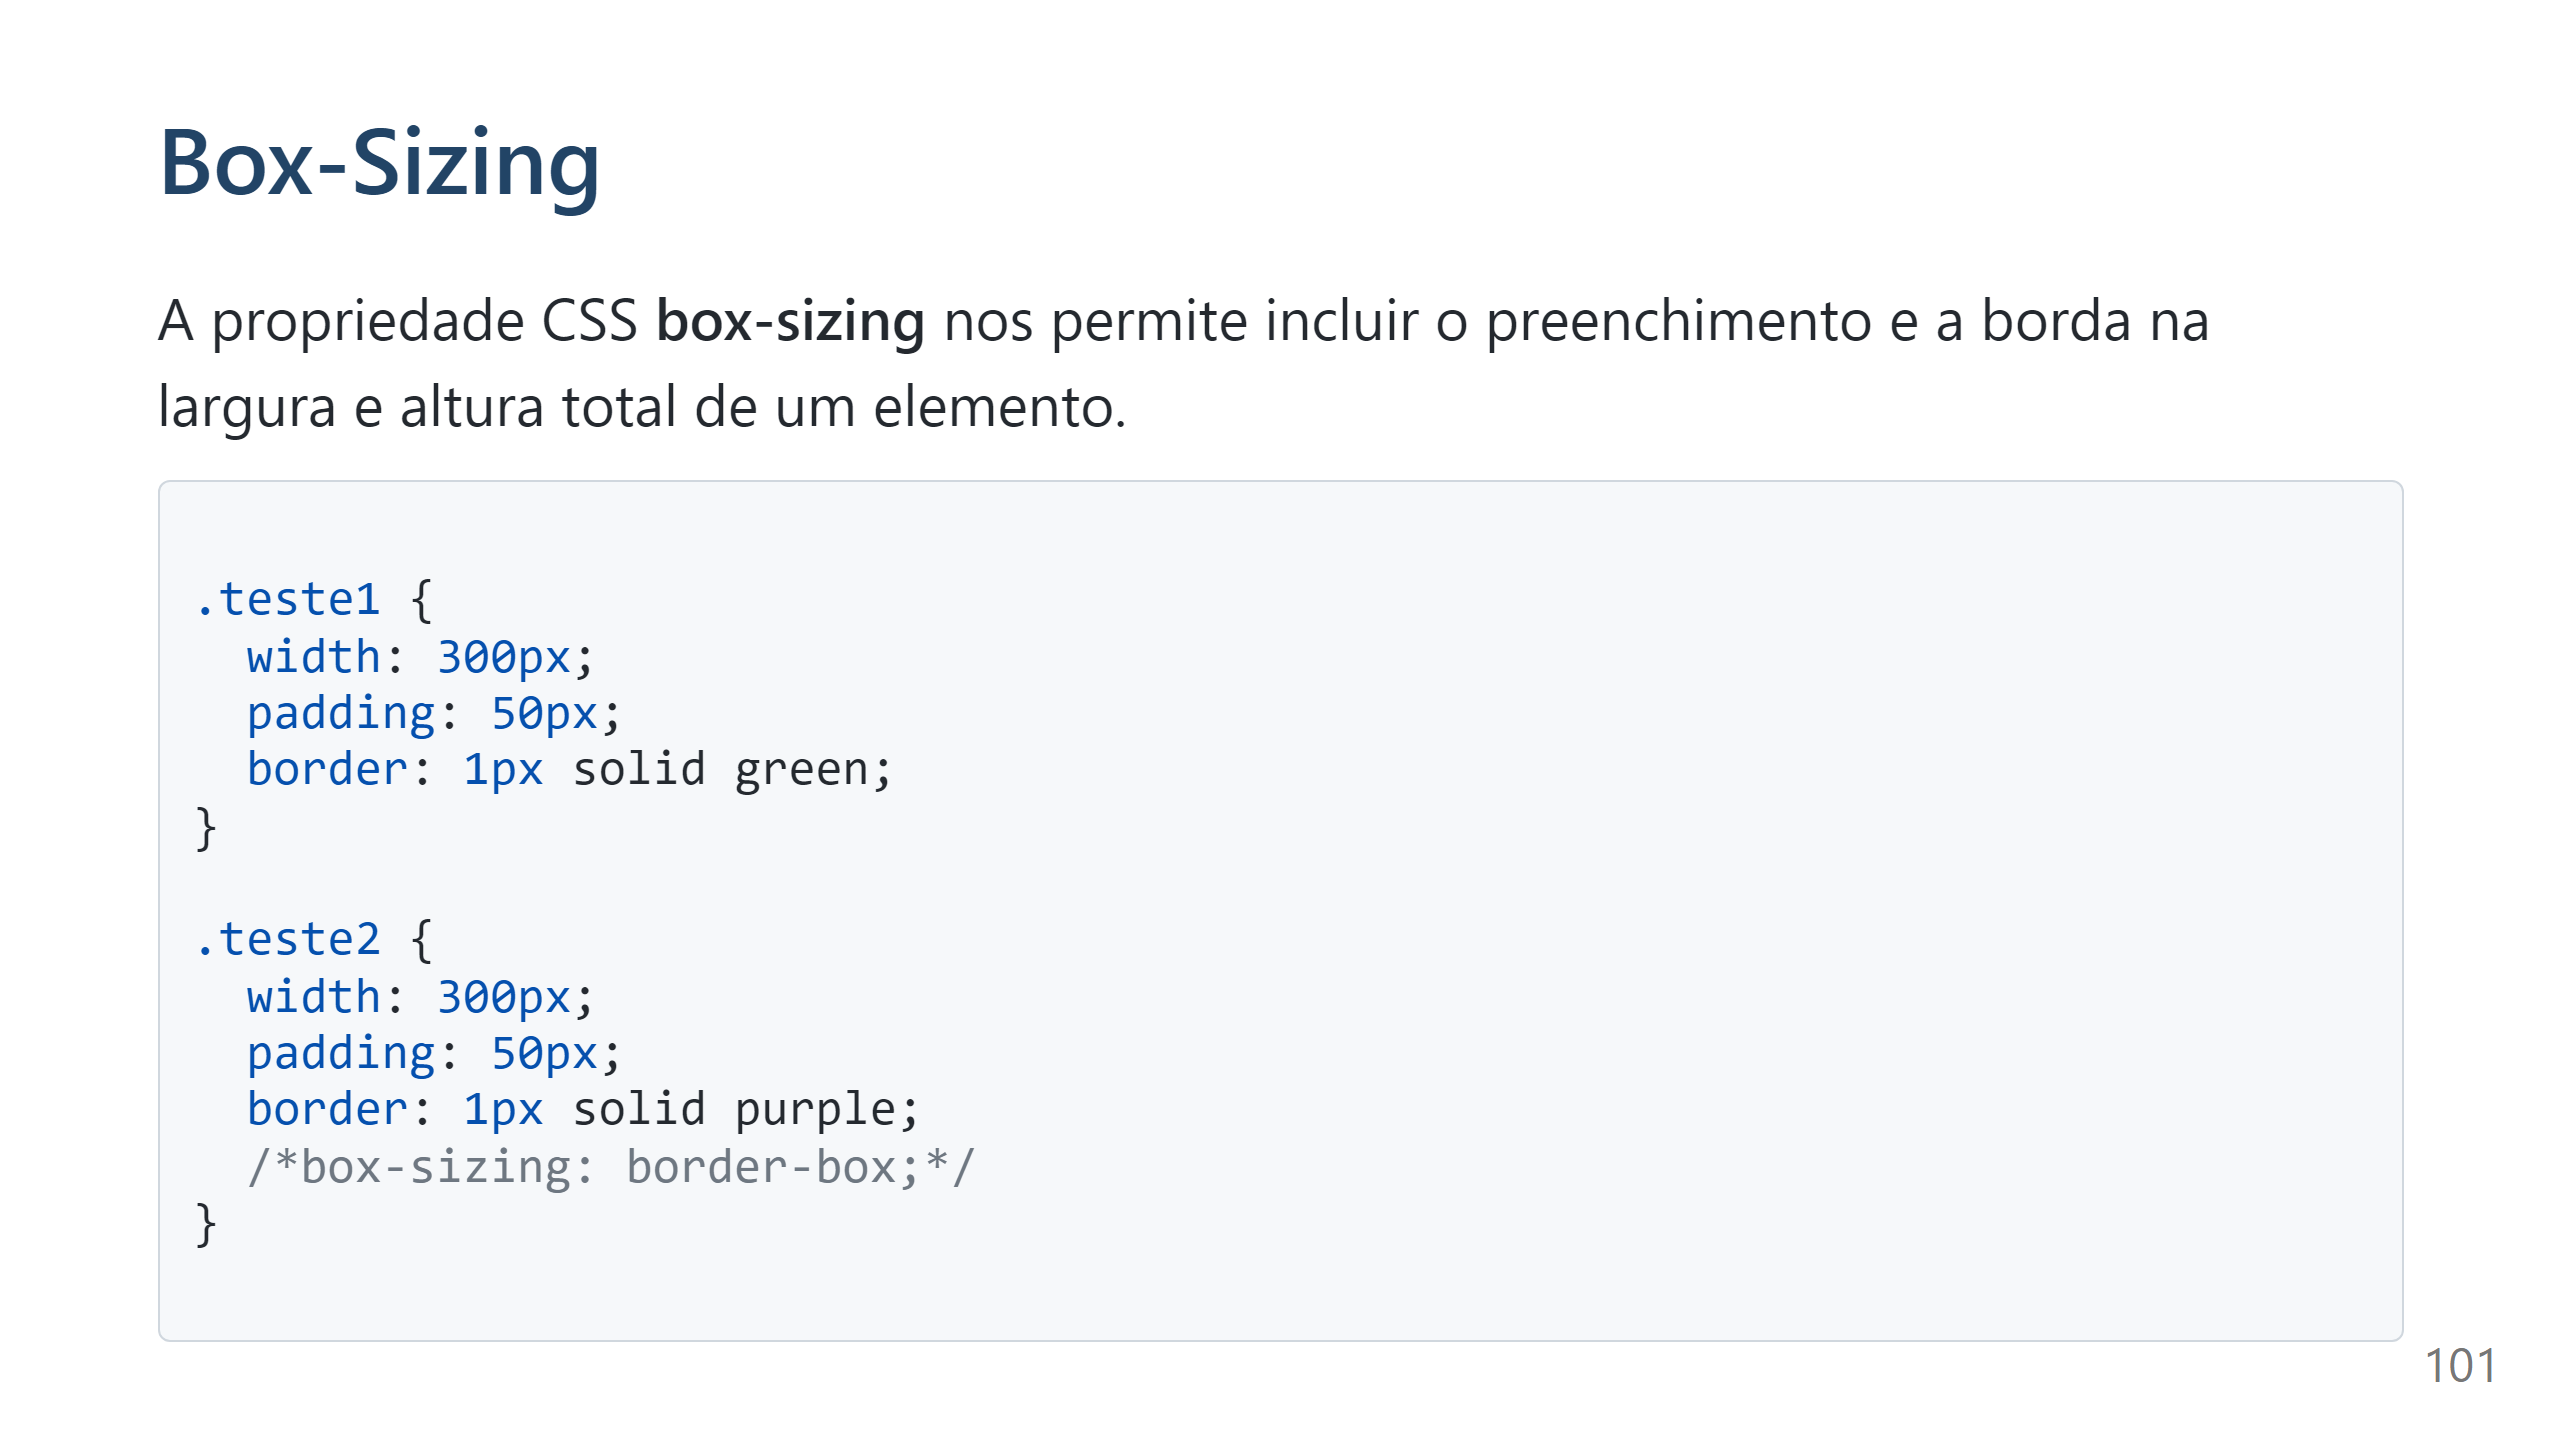 Box-Sizing
A propriedade CSS box-sizing nos permite incluir o preenchimento e a borda na
largura e altura total de um elemento.
.teste1 {
  width: 300px;
  padding: 50px;
  border: 1px solid green;
}
.teste2 {
  width: 300px;
  padding: 50px;
  border: 1px solid purple;
  /*box-sizing: border-box;*/
}
101